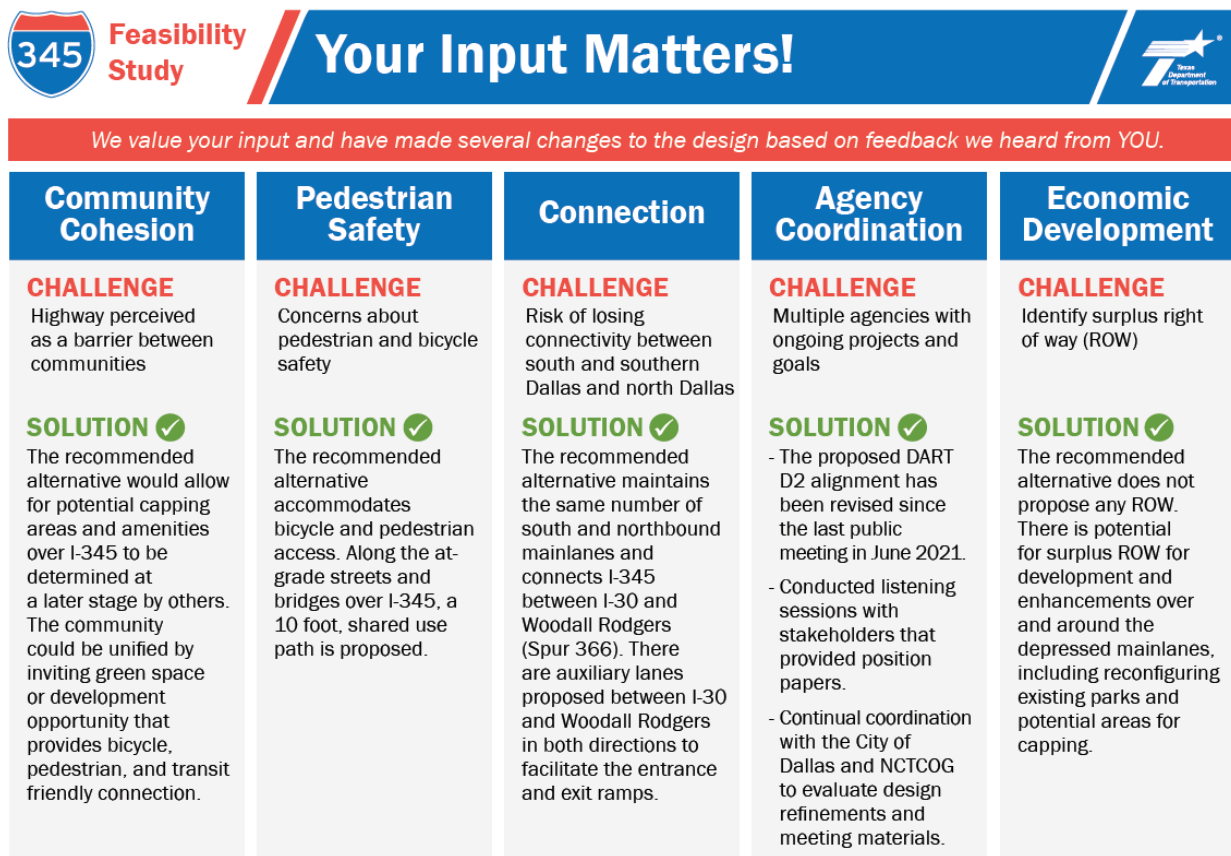 345
Feasibility
Study
Your Input Matters!
Texas
Department
of Transportation
We value your input and have made several changes to the design based on feedback we heard from YOU.
Community
Cohesion
CHALLENGE
Highway perceived
as a barrier between
communities
SOLUTION
The recommended
alternative would allow
for potential capping
areas and amenities
over I-345 to be
determined at
a later stage by others.
The community
could be unified by
inviting green space
or development
opportunity that
provides bicycle,
pedestrian, and transit
friendly connection.
Pedestrian
Safety
CHALLENGE
Concerns about
pedestrian and bicycle
safety
SOLUTION
The recommended
alternative
accommodates
bicycle and pedestrian
access. Along the at-
grade streets and
bridges over I-345, a
10 foot, shared use
path is proposed.
Connection
CHALLENGE
Risk of losing
connectivity between
south and southern
Dallas and north Dallas
SOLUTION
The recommended
alternative maintains
the same number of
south and northbound
mainlanes and
connects I-345
between I-30 and
Woodall Rodgers
(Spur 366). There
are auxiliary lanes
proposed between I-30
and Woodall Rodgers
in both directions to
facilitate the entrance
and exit ramps.
Agency
Coordination
CHALLENGE
Multiple agencies with
ongoing projects and
goals
SOLUTION
- The proposed DART
D2 alignment has
been revised since
the last public
meeting in June 2021.
- Conducted listening
sessions with
stakeholders that
provided position
papers.
- Continual coordination
with the City of
Dallas and NCTCOG
to evaluate design
refinements and
meeting materials.
Economic
Development
CHALLENGE
Identify surplus right
of way (ROW)
SOLUTION
The recommended
alternative does not
propose any ROW.
There is potential
for surplus ROW for
development and
enhancements over
and around the
depressed mainlanes,
including reconfiguring
existing parks and
potential areas for
capping.